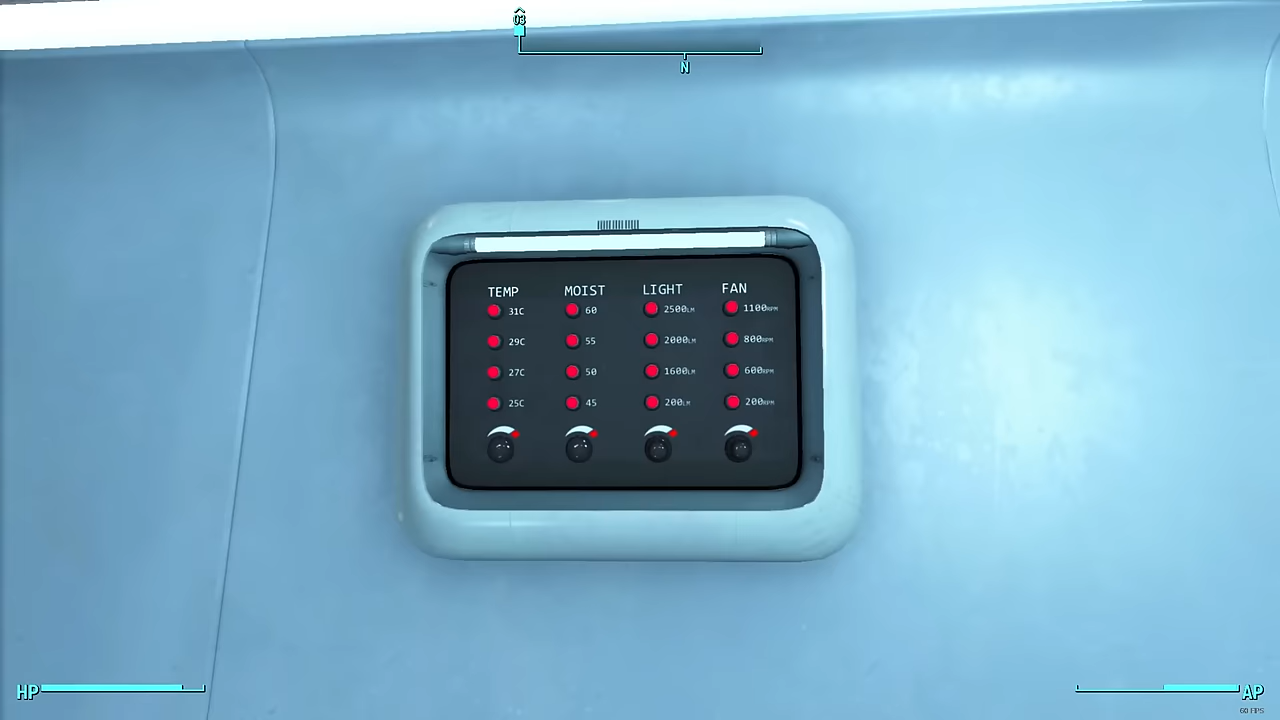 03
N
TEMP MOIST LIGHT FAN
31C 60 2500LM 1100RPM
29C 55 2000LM 800RPM
27C 50 1600LM 600RPM
25C 45 200LM 200RPM
HP AP
60 FPS